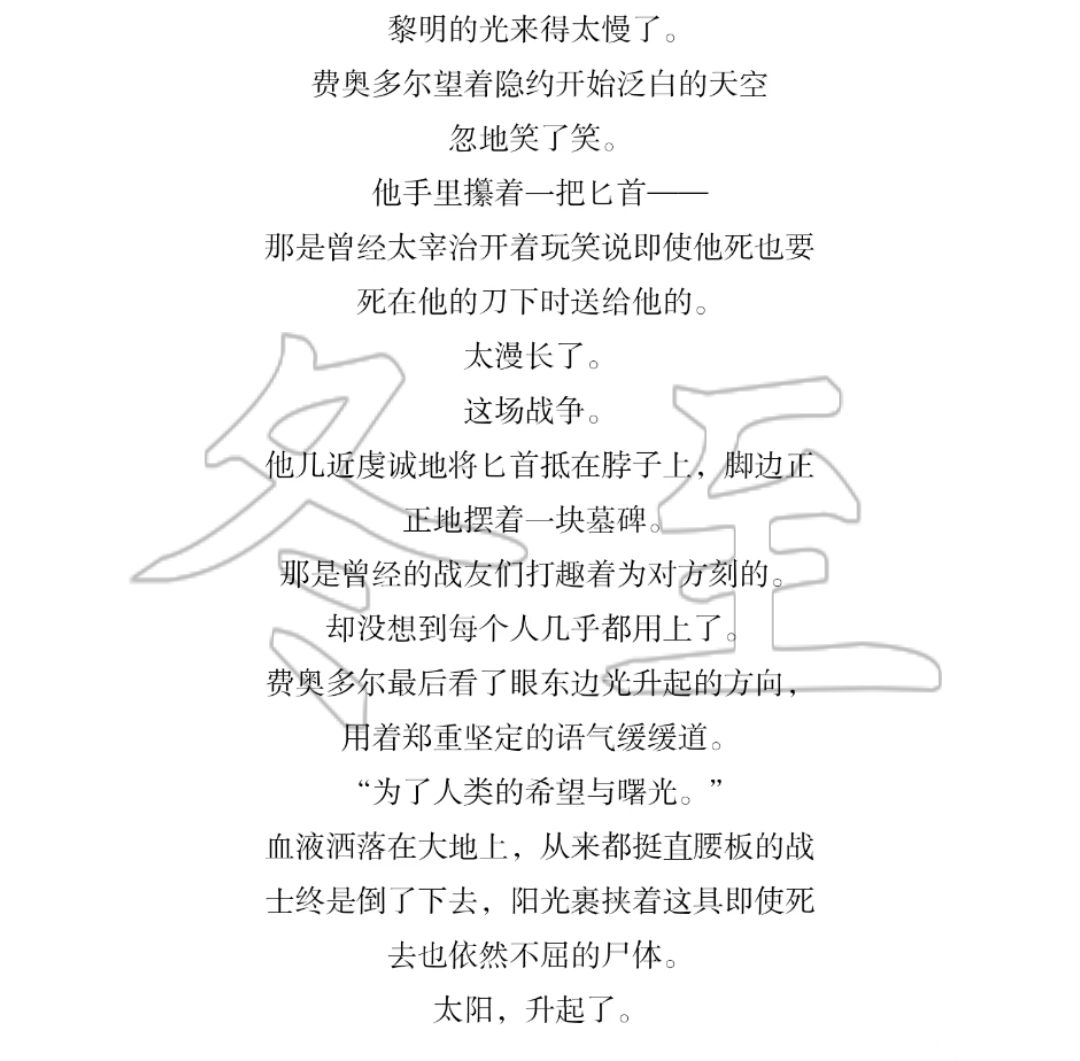 黎明的光来得太慢了。
费奥多尔望着隐约开始泛白的天空
忽地笑了笑。
他手里攥着一把匕首——
那是曾经太宰治开着玩笑说即使他死也要
死在他的刀下时送给他的。
太漫长了。
这场战争。
他几近虔诚地将匕首抵在脖子上，脚边正
正地摆着一块墓碑。
那是曾经的战友们打趣着为对方刻的。
却没想到每个人几乎都用上了。
费奥多尔最后看了眼东边光升起的方向，
用着郑重坚定的语气缓缓道。
“为了人类的希望与曙光。”
血液洒落在大地上，从来都挺直腰板的战
士终是倒了下去，阳光裹挟着这具即使死
去也依然不屈的尸体。
太阳，升起了。
冬至